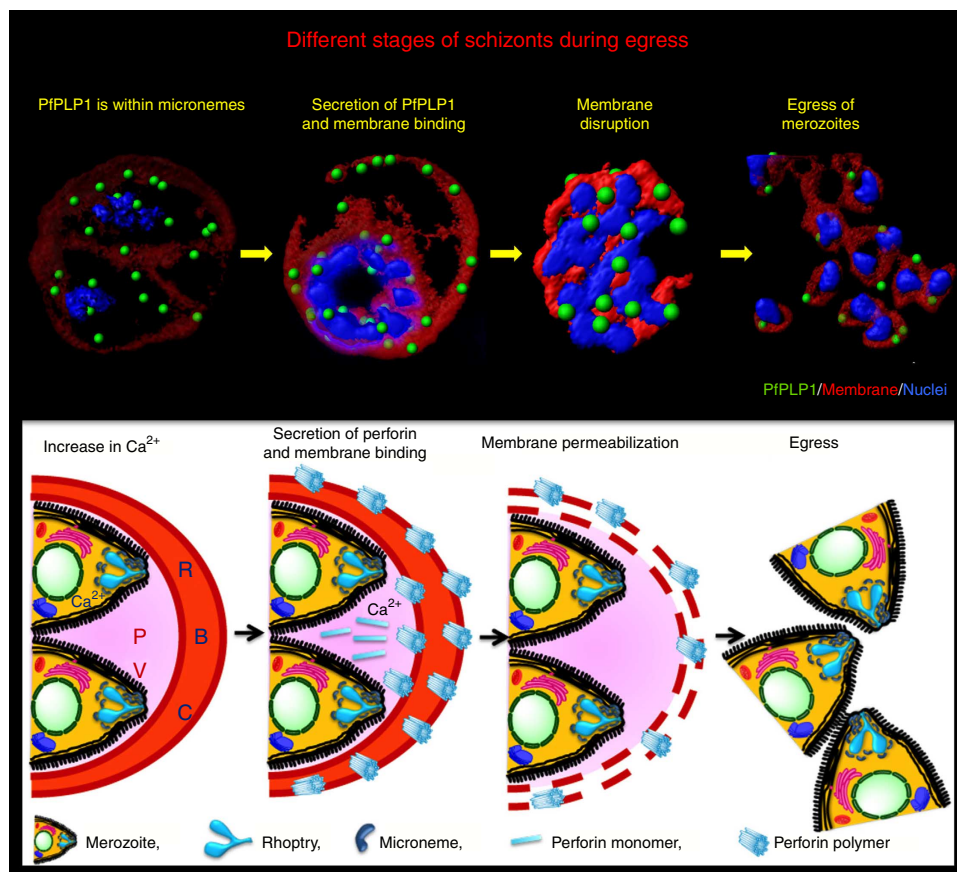 Different stages of schizonts during egress
PfPLP1 is within micronemes
Secretion of PfPLP1
and membrane binding
Membrane
disruption
Egress of
merozoites
PfPLP1/Membrane/Nuclei
Increase in Ca2+
Secretion of perforin
and membrane binding
Membrane permeabilization
Egress
R
Ca2+
P
B
V
C
Ca2+
Merozoite,
Rhoptry,
Microneme,
Perforin monomer,
Perforin polymer